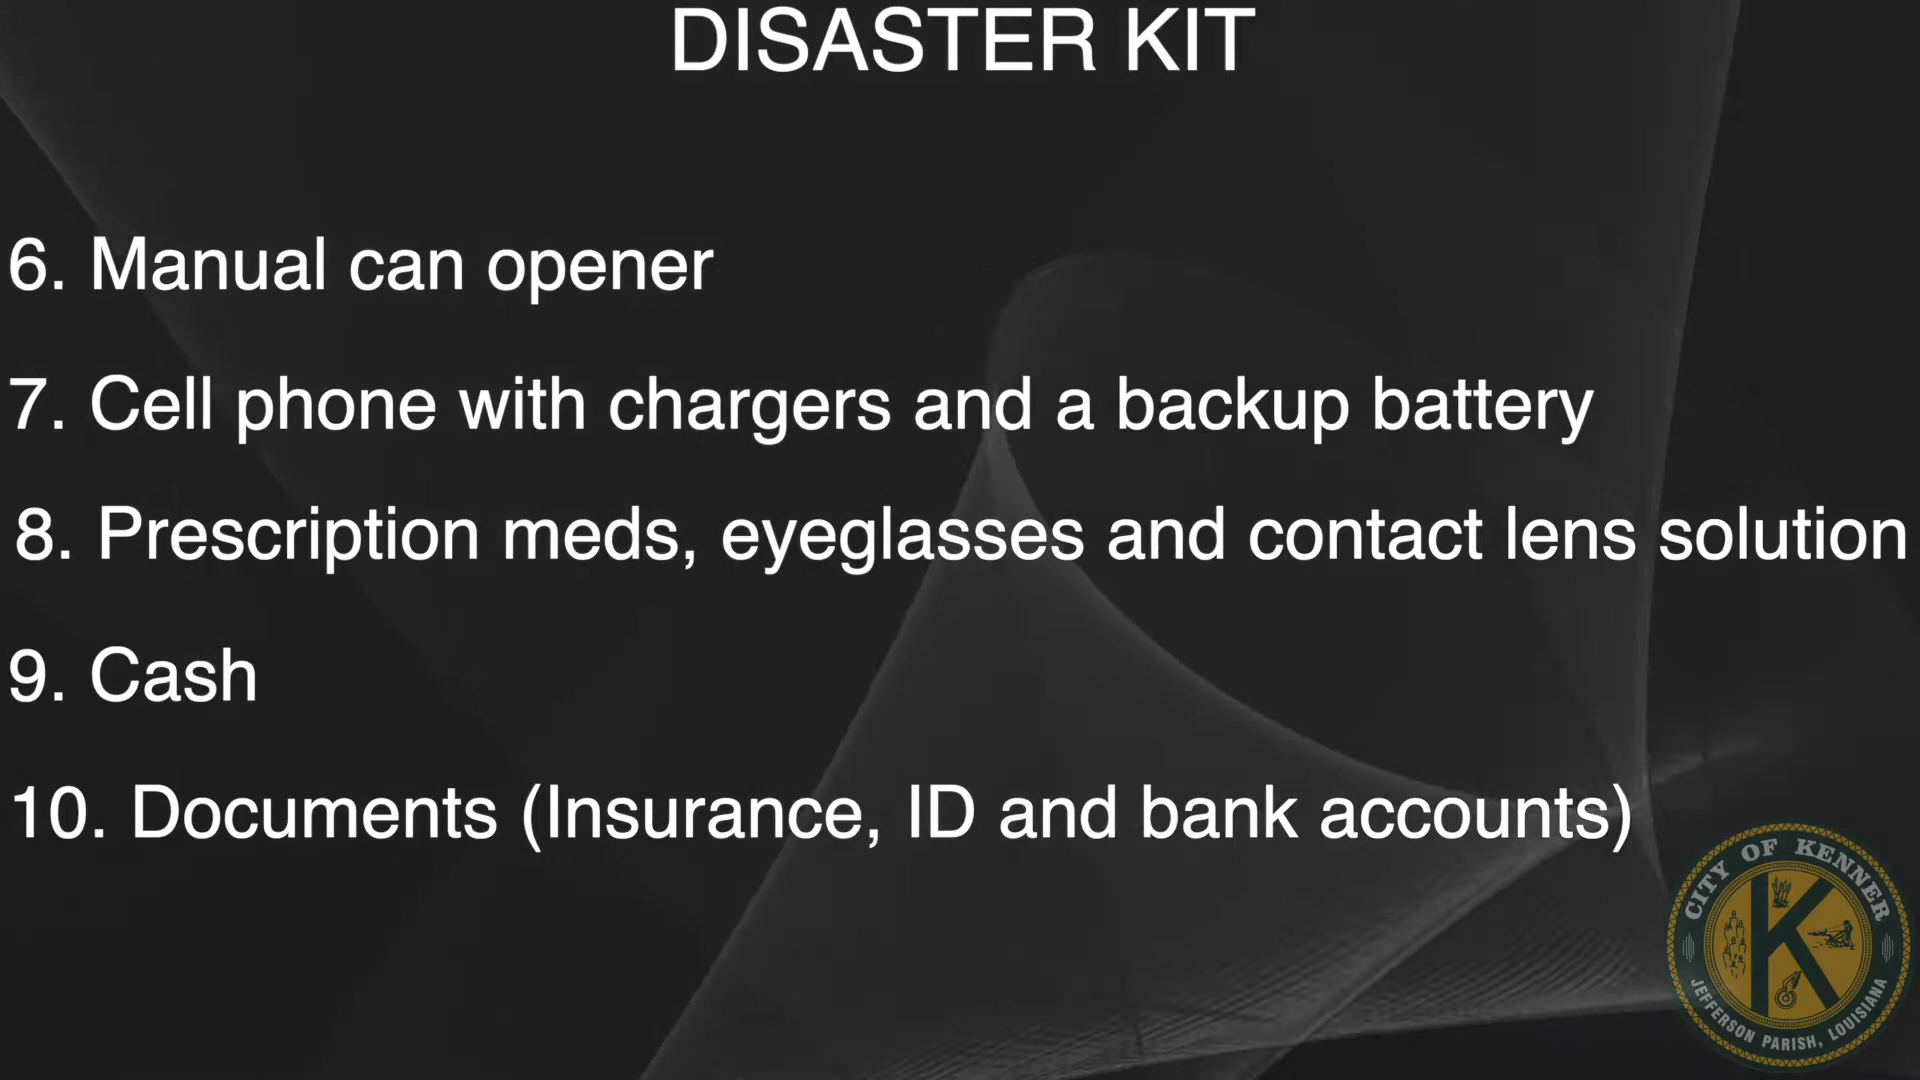 DISASTER KIT
6. Manual can opener
7. Cell phone with chargers and a backup battery
8. Prescription meds, eyeglasses and contact lens solution
9. Cash
10. Documents (Insurance, ID and bank accounts)
CITY OF KENNER
K
JEFFERSON PARISH, LOUISIANA